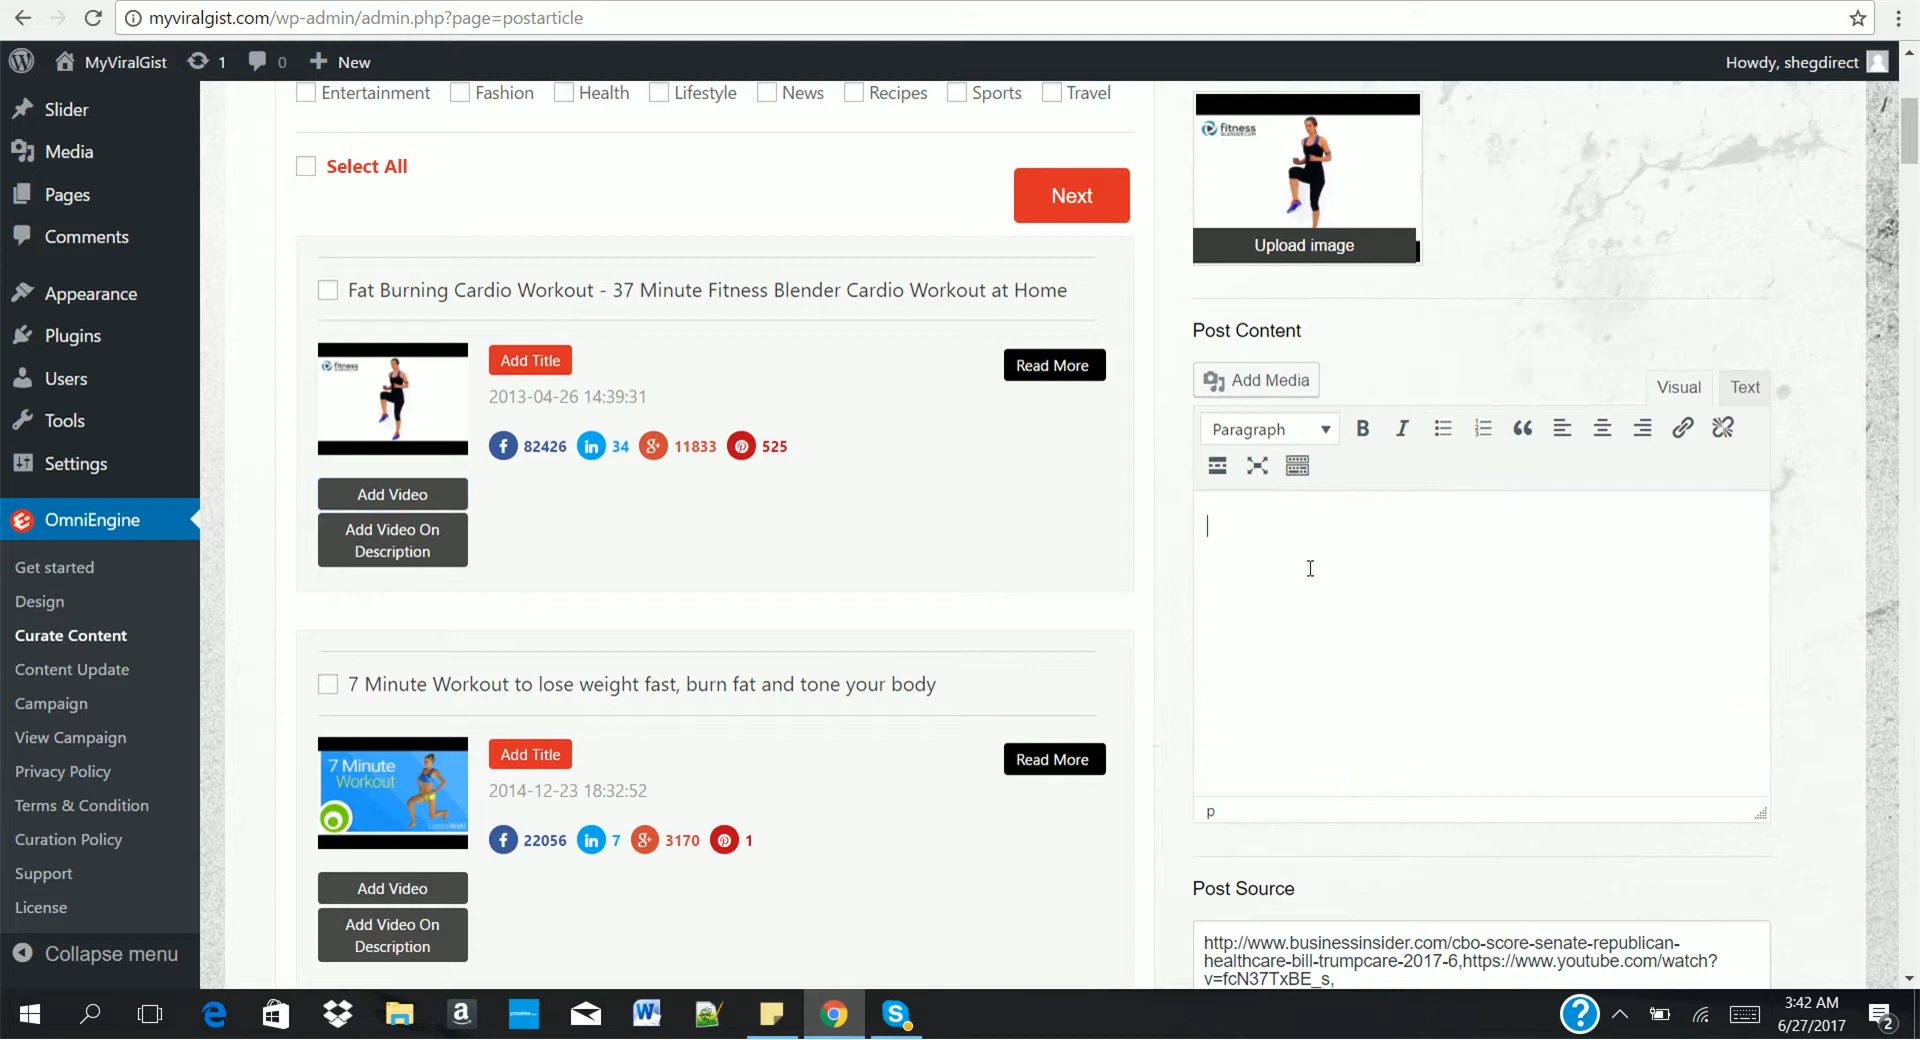 myviralgist.com/wp-admin/admin.php?page=postarticle
MyViralGist
1
0
New
Howdy, shegdirect
Slider
Media
Pages
Comments
Appearance
Plugins
Users
Tools
Settings
OmniEngine
Get started
Design
Curate Content
Content Update
Campaign
View Campaign
Privacy Policy
Terms & Condition
Curation Policy
Support
License
Collapse menu
Entertainment
Fashion
Health
Lifestyle
News
Recipes
Sports
Travel
Select All
Next
Fat Burning Cardio Workout - 37 Minute Fitness Blender Cardio Workout at Home
fitness
Add Title
Read More
2013-04-26 14:39:31
82426
34
11833
525
Add Video
Add Video On
Description
7 Minute Workout to lose weight fast, burn fat and tone your body
7 Minute
Workout
LumoWell
Add Title
Read More
2014-12-23 18:32:52
22056
7
3170
1
Add Video
Add Video On
Description
fitness
BLENDER.COM
Upload image
Post Content
Add Media
Visual
Text
Paragraph
B
I
p
Post Source
http://www.businessinsider.com/cbo-score-senate-republican-
healthcare-bill-trumpcare-2017-6,https://www.youtube.com/watch?
v=fcN37TxBE_s,
3:42 AM
6/27/2017
2